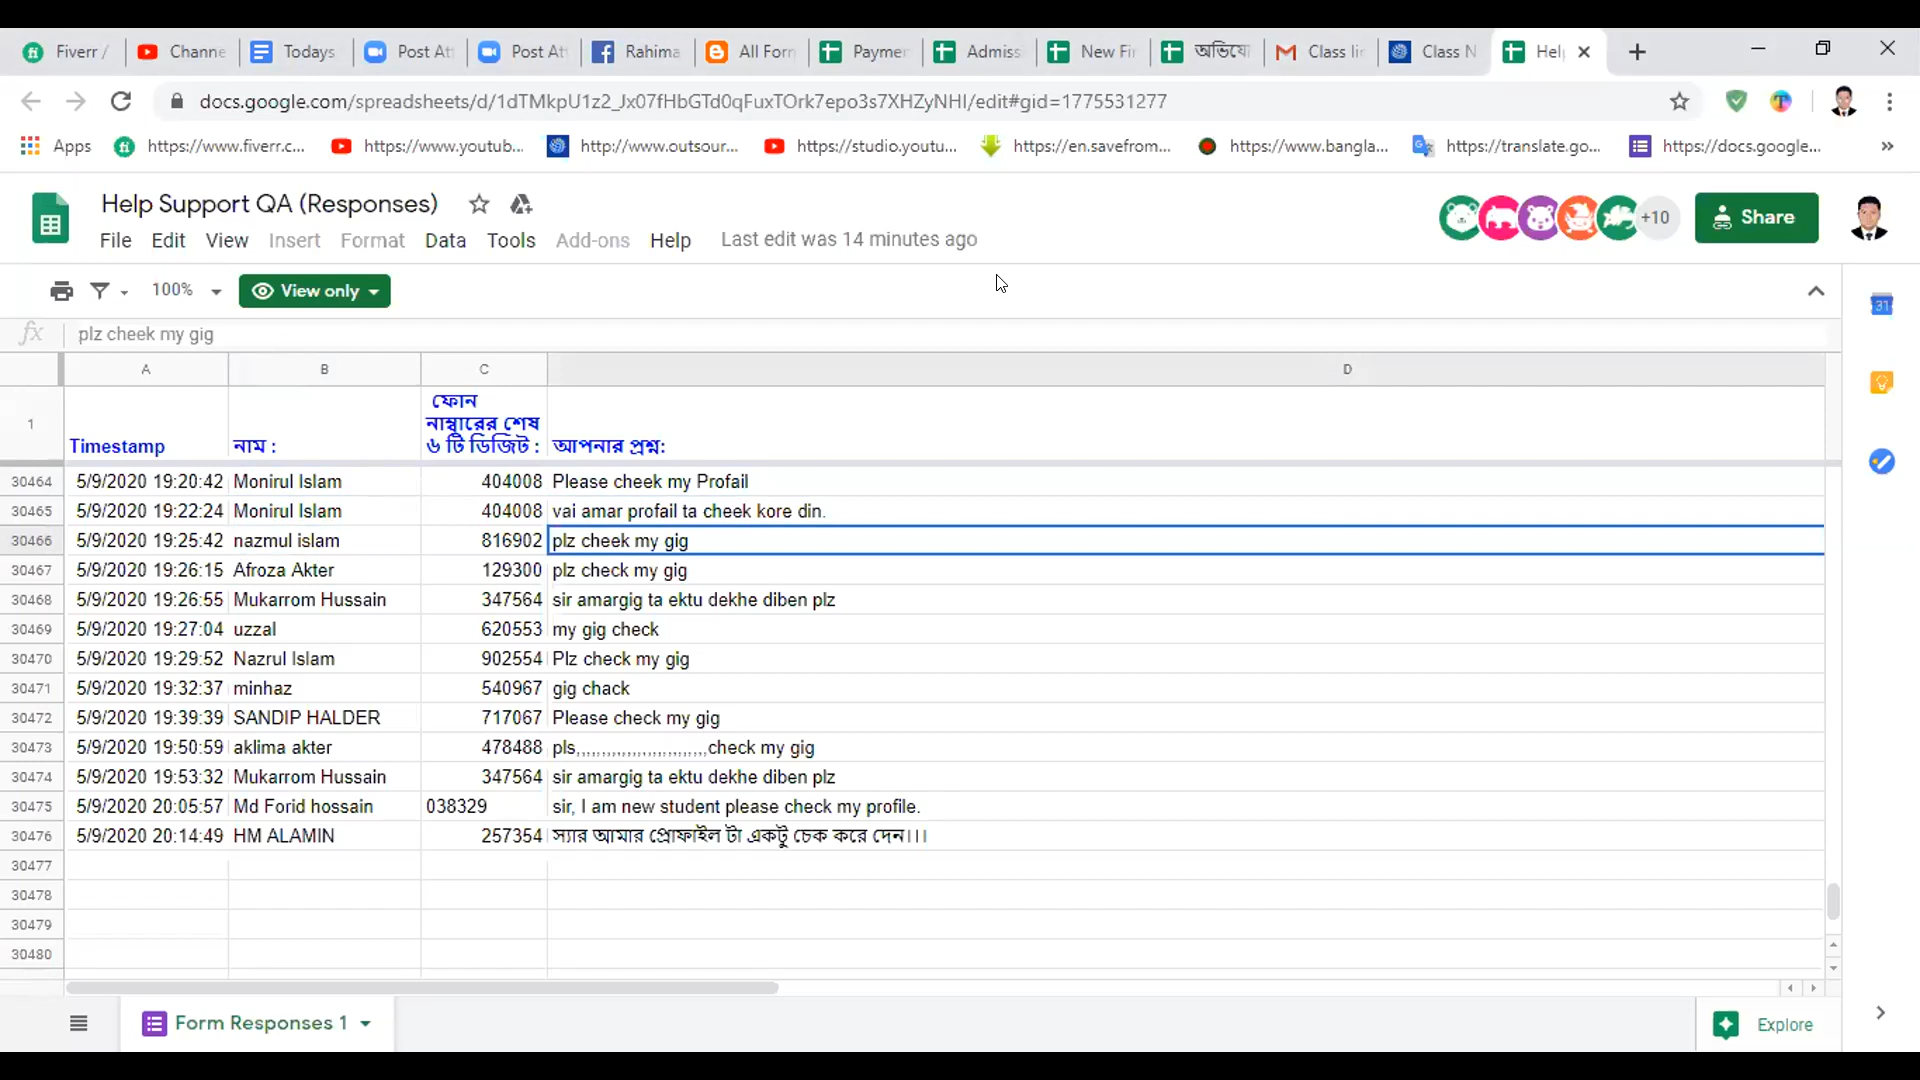 Fiverr /
Channe
Todays
Post At
Post At
Rahima
All Forn
Paymer
Admiss
New Fi
অভিযো
Class lir
Class N
Hel
docs.google.com/spreadsheets/d/1dTMkpU1z2_Jx07fHbGTd0qFuxTOrk7epo3s7XHZyNHI/edit#gid=1775531277
Apps
https://www.fiverr.c...
https://www.youtub...
http://www.outsour...
https://studio.youtu...
https://en.savefrom...
https://www.bangla...
https://translate.go...
https://docs.google...
Help Support QA (Responses)
File Edit View Insert Format Data Tools Add-ons Help Last edit was 14 minutes ago
+10
Share
100%
View only
fx plz cheek my gig
A B C D
1 Timestamp নাম : ফোন নাম্বারের শেষ ৬ টি ডিজিট : আপনার প্রশ্ন:
30464 5/9/2020 19:20:42 Monirul Islam 404008 Please cheek my Profail
30465 5/9/2020 19:22:24 Monirul Islam 404008 vai amar profail ta cheek kore din.
30466 5/9/2020 19:25:42 nazmul islam 816902 plz cheek my gig
30467 5/9/2020 19:26:15 Afroza Akter 129300 plz check my gig
30468 5/9/2020 19:26:55 Mukarrom Hussain 347564 sir amargig ta ektu dekhe diben plz
30469 5/9/2020 19:27:04 uzzal 620553 my gig check
30470 5/9/2020 19:29:52 Nazrul Islam 902554 Plz check my gig
30471 5/9/2020 19:32:37 minhaz 540967 gig chack
30472 5/9/2020 19:39:39 SANDIP HALDER 717067 Please check my gig
30473 5/9/2020 19:50:59 aklima akter 478488 pls,,,,,,,,,,,,,,,,,,,,,,,,,,check my gig
30474 5/9/2020 19:53:32 Mukarrom Hussain 347564 sir amargig ta ektu dekhe diben plz
30475 5/9/2020 20:05:57 Md Forid hossain 038329 sir, I am new student please check my profile.
30476 5/9/2020 20:14:49 HM ALAMIN 257354 স্যার আমার প্রোফাইল টা একটু চেক করে দেন।।।
30477
30478
30479
30480
Form Responses 1
Explore
31